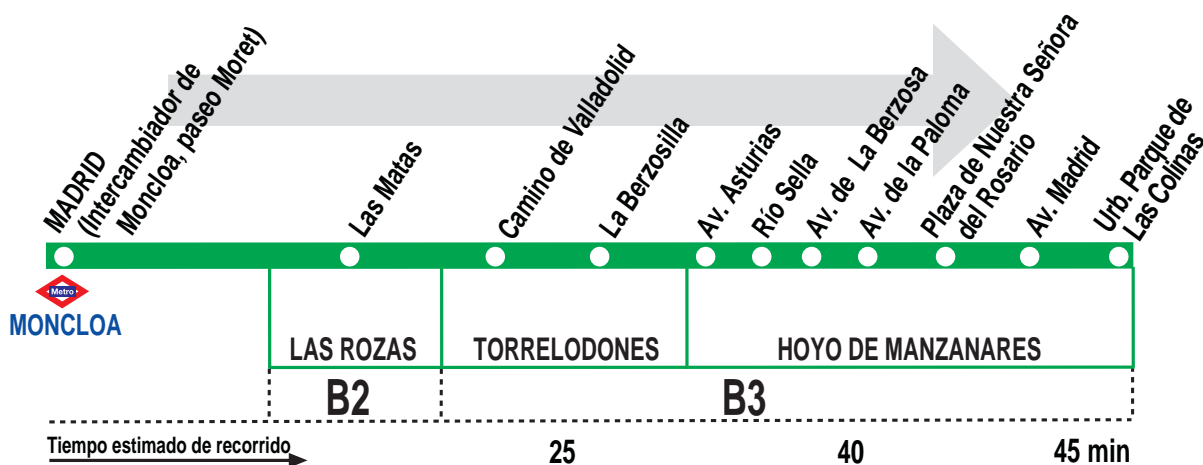 MADRID
(Intercambiador de
Moncloa, paseo Moret)
Las Matas
Camino de Valladolid
La Berzosilla
Av. Asturias
Río Sella
Av. de La Berzosa
Av. de la Paloma
Plaza de Nuestra Señora
del Rosario
Av. Madrid
Urb. Parque de
Las Colinas
Metro
MONCLOA
LAS ROZAS
TORRELODONES
HOYO DE MANZANARES
B2
B3
Tiempo estimado de recorrido
25
40
45 min